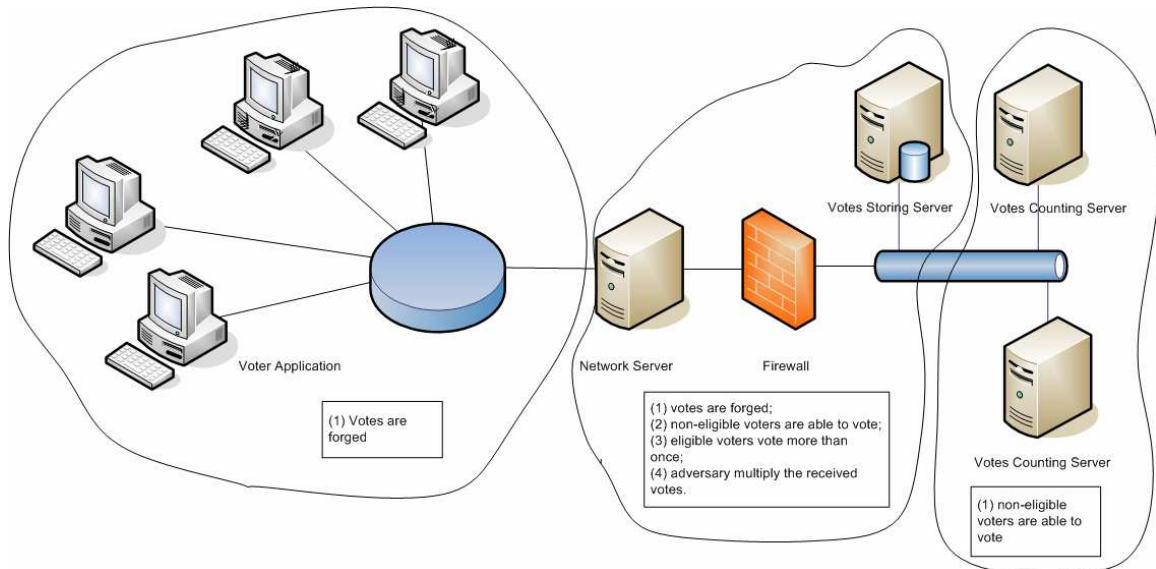 Votes Storing Server
Votes Counting Server
Voter Application
Network Server
Firewall
(1) Votes are
forged
(1) votes are forged;
(2) non-eligible voters are able to vote;
(3) eligible voters vote more than
once;
(4) adversary multiply the received
votes.
Votes Counting Server
(1) non-eligible
voters are able to
vote